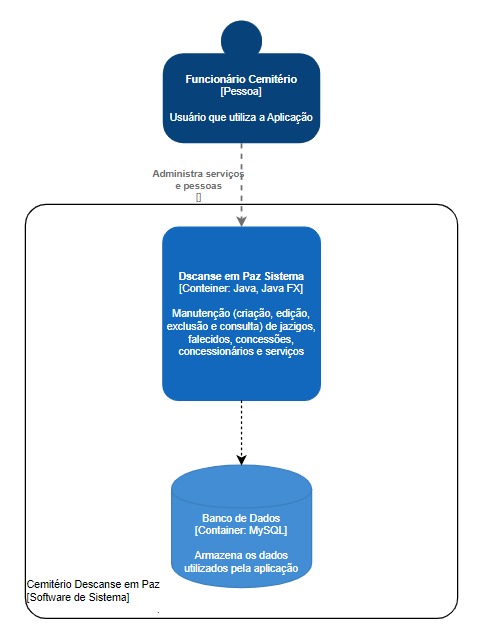 Funcionário Cemitério
[Pessoa]
Usuário que utiliza a Aplicação
Administra serviços
e pessoas
[]
Dscanse em Paz Sistema
[Conteiner: Java, Java FX]
Manutenção (criação, edição,
exclusão e consulta) de jazigos,
falecidos, concessões,
concessionários e serviços
Banco de Dados
[Container: MySQL]
Armazena os dados
utilizados pela aplicação
Cemitério Descanse em Paz
[Software de Sistema]
.